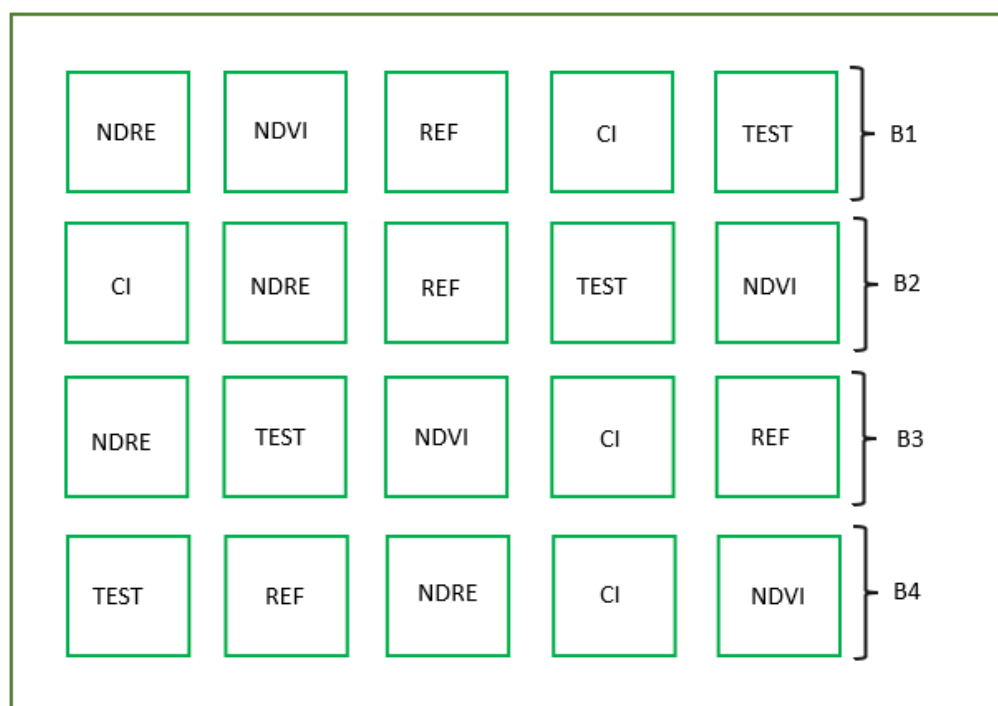 NDRE NDVI REF CI TEST B1
CI NDRE REF TEST NDVI B2
NDRE TEST NDVI CI REF B3
TEST REF NDRE CI NDVI B4